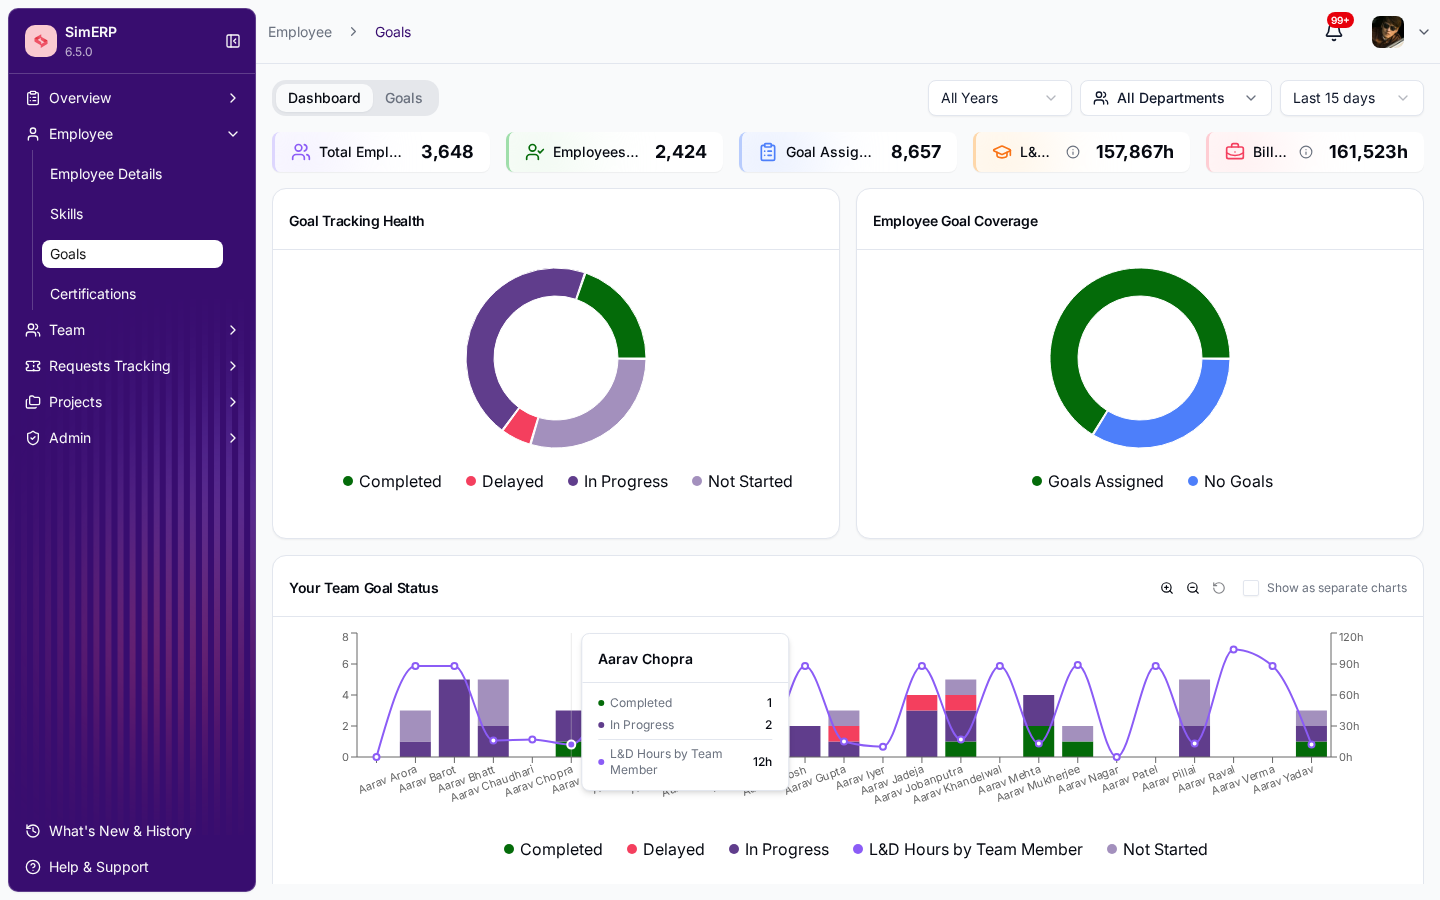 SimERP
6.5.0
Employee
Goals
99+
Overview
Employee
Employee Details
Skills
Goals
Certifications
Team
Requests Tracking
Projects
Admin
What's New & History
Help & Support
Dashboard
Goals
All Years
All Departments
Last 15 days
Total Empl... 3,648
Employees... 2,424
Goal Assig... 8,657
L&... 157,867h
Bill... 161,523h
Goal Tracking Health
Completed
Delayed
In Progress
Not Started
Employee Goal Coverage
Goals Assigned
No Goals
Your Team Goal Status
Show as separate charts
8
6
4
2
0
120h
90h
60h
30h
0h
Aarav Chopra
Completed 1
In Progress 2
L&D Hours by Team
Member 12h
Aarav Arora
Aarav Barot
Aarav Bhatt
Aarav Chaudhari
Aarav Chopra
Aarav
osh
Aarav Gupta
Aarav Iyer
Aarav Jadeja
Aarav Jobanputra
Aarav Khandelwal
Aarav Mehta
Aarav Mukherjee
Aarav Nagar
Aarav Patel
Aarav Pillai
Aarav Raval
Aarav Verma
Aarav Yadav
Completed
Delayed
In Progress
L&D Hours by Team Member
Not Started